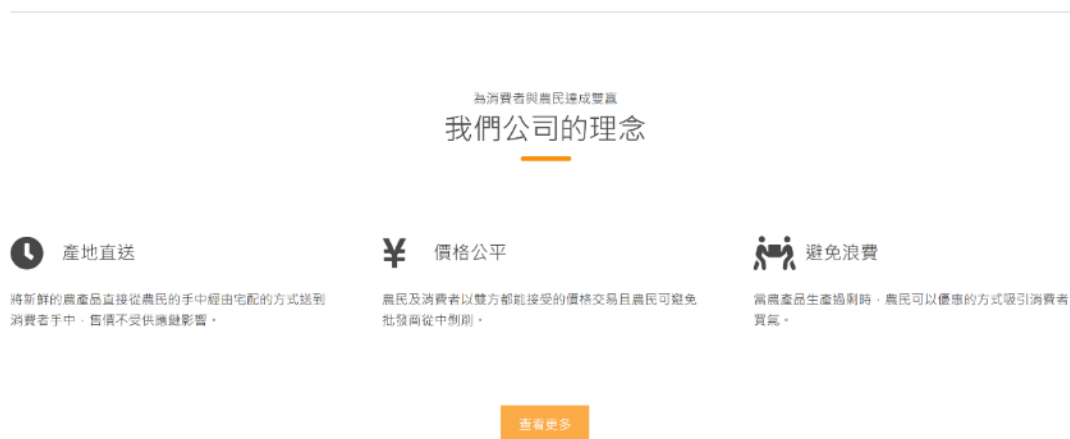 為消費者與農民達成雙贏
我們公司的理念
產地直送
將新鮮的農產品直接從農民的手中經由宅配的方式送到
消費者手中，售價不受供應鏈影響。
¥ 價格公平
農民及消費者以雙方都能接受的價格交易且農民可避免
批發商從中剝削。
避免浪費
當農產品生產過剩時，農民可以優惠的方式吸引消費者
買氣。
查看更多